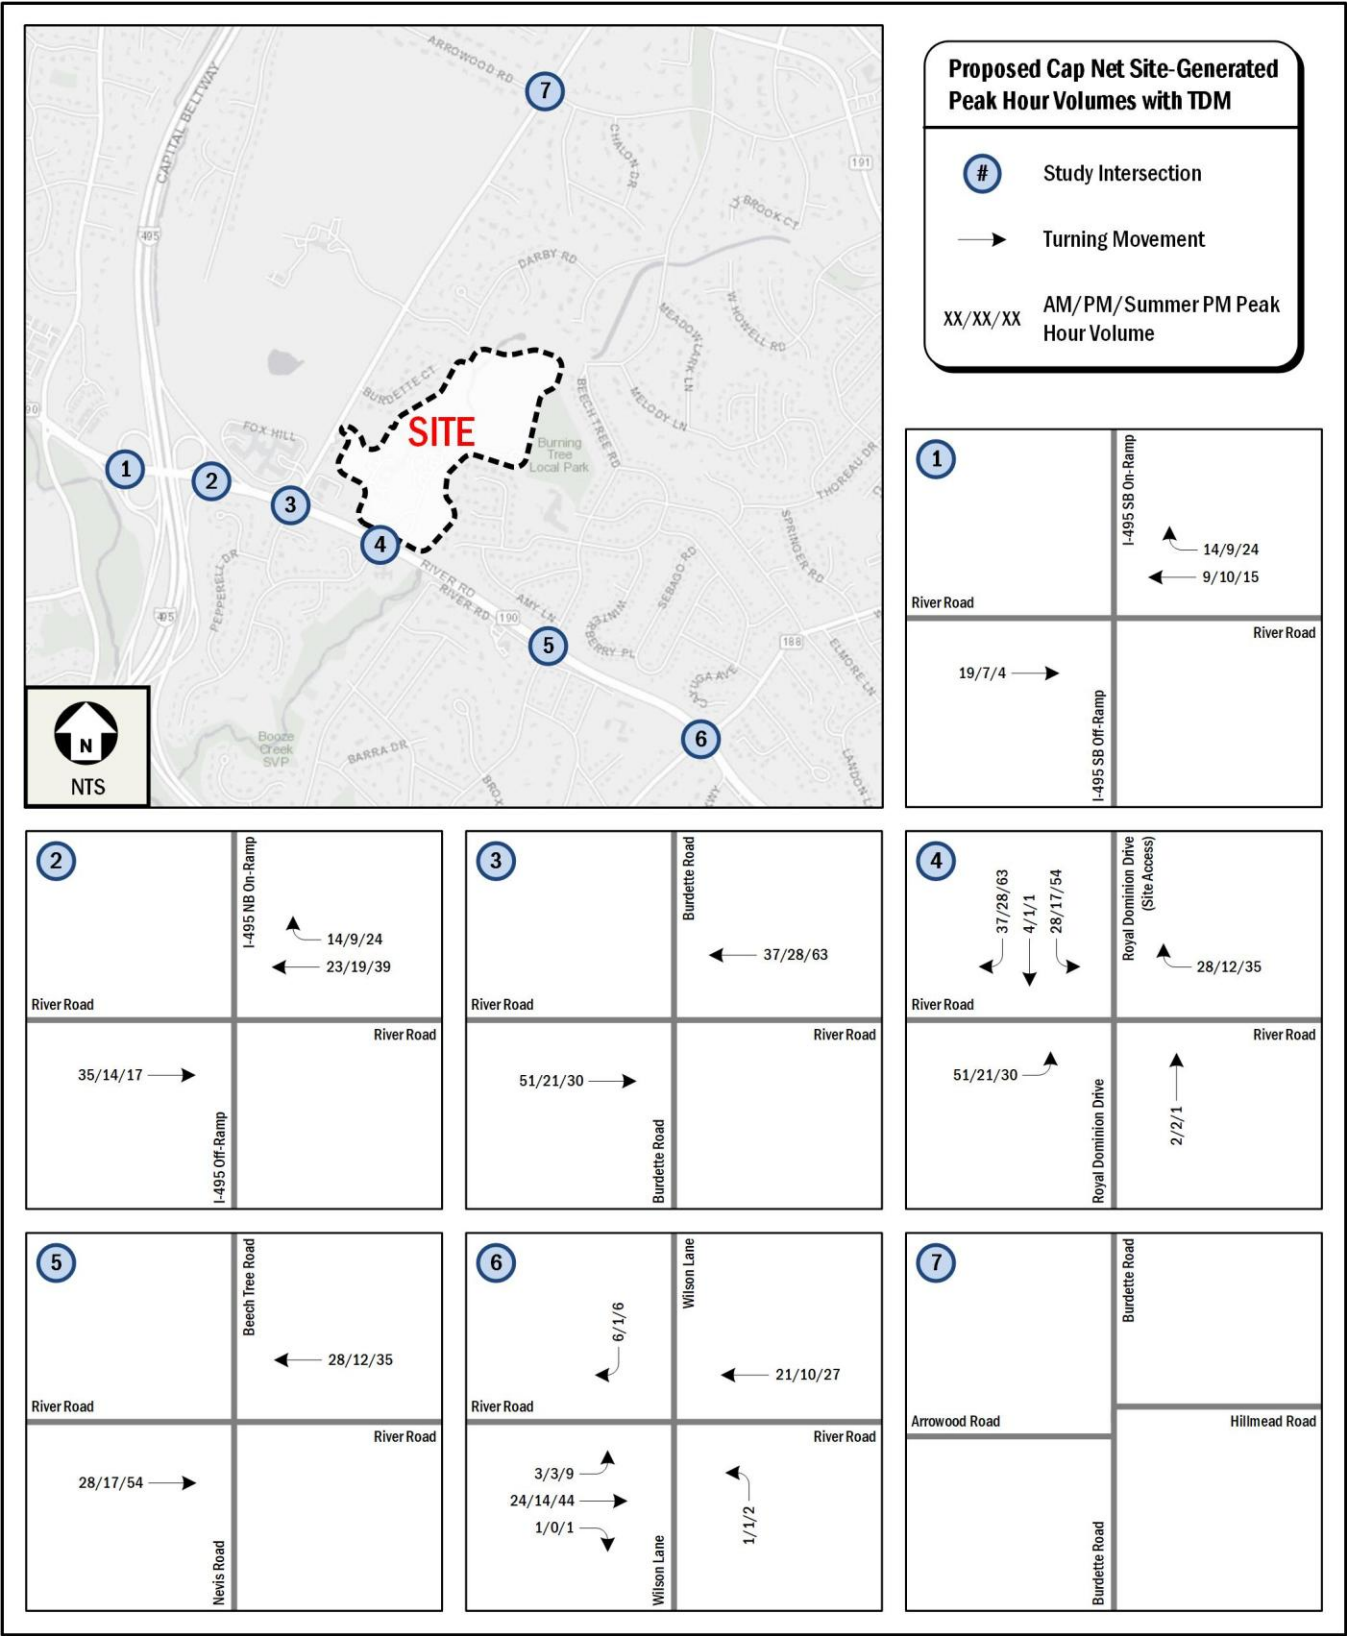 ARROWOOD RD
7
CAPITAL BELTWAY
CHALON DR
191
BROOK CT
495
DARBY RD
W HOWELL RD
MEADOWLARK LN
BURDETTE CT
BEECH TREE RD
MELODY LN
SITE
FOX HILL
Burning
Tree
Local Park
90
1
2
3
4
THOREAU DR
SPRINGER RD
PEPPERELL DR
RIVER RD
RIVER RD
SEBAGO RD
495
190
AMY LN
WINTER
BERRY PL
5
188
ELMORE LN
UGA AVE
6
Booze
Creek
SVP
BARRA DR
BROX
WY
LANDON L
N
NTS
Proposed Cap Net Site-Generated
Peak Hour Volumes with TDM
# Study Intersection
Turning Movement
XX/XX/XX AM/PM/Summer PM Peak
Hour Volume
1
I-495 SB On-Ramp
14/9/24
9/10/15
River Road
River Road
19/7/4
I-495 SB Off-Ramp
2
I-495 NB On-Ramp
14/9/24
23/19/39
River Road
River Road
35/14/17
I-495 Off-Ramp
3
Burdette Road
37/28/63
River Road
River Road
51/21/30
Burdette Road
4
37/28/63
4/1/1
28/17/54
Royal Dominion Drive
(Site Access)
28/12/35
River Road
River Road
51/21/30
2/2/1
Royal Dominion Drive
5
Beech Tree Road
28/12/35
River Road
River Road
28/17/54
Nevis Road
6
6/1/6
Wilson Lane
21/10/27
River Road
River Road
3/3/9
24/14/44
1/0/1
1/1/2
Wilson Lane
7
Burdette Road
Arrowood Road
Hillmead Road
Burdette Road